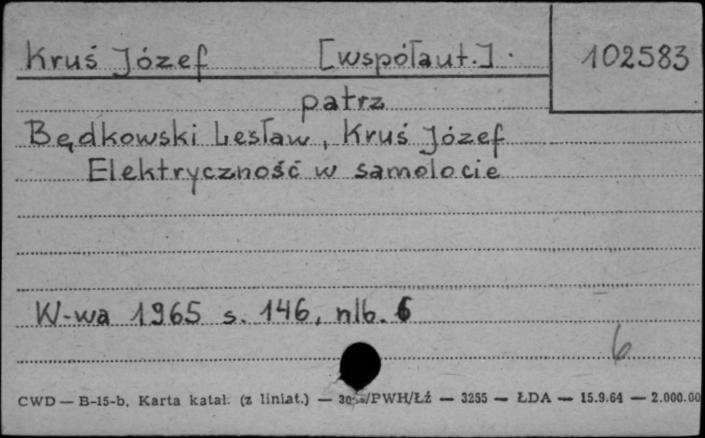 Kruś Józef [współaut.] 102583
patrz
Będkowski Lesław, Kruś Józef
Elektryczność w samolocie
W-wa 1965 s. 146, nlb. 6
6
CWD — B-15-b. Karta katal. (z liniat.) — /PWH/Łź — 3255 — ŁDA — 15.9.64 — 2.000.00